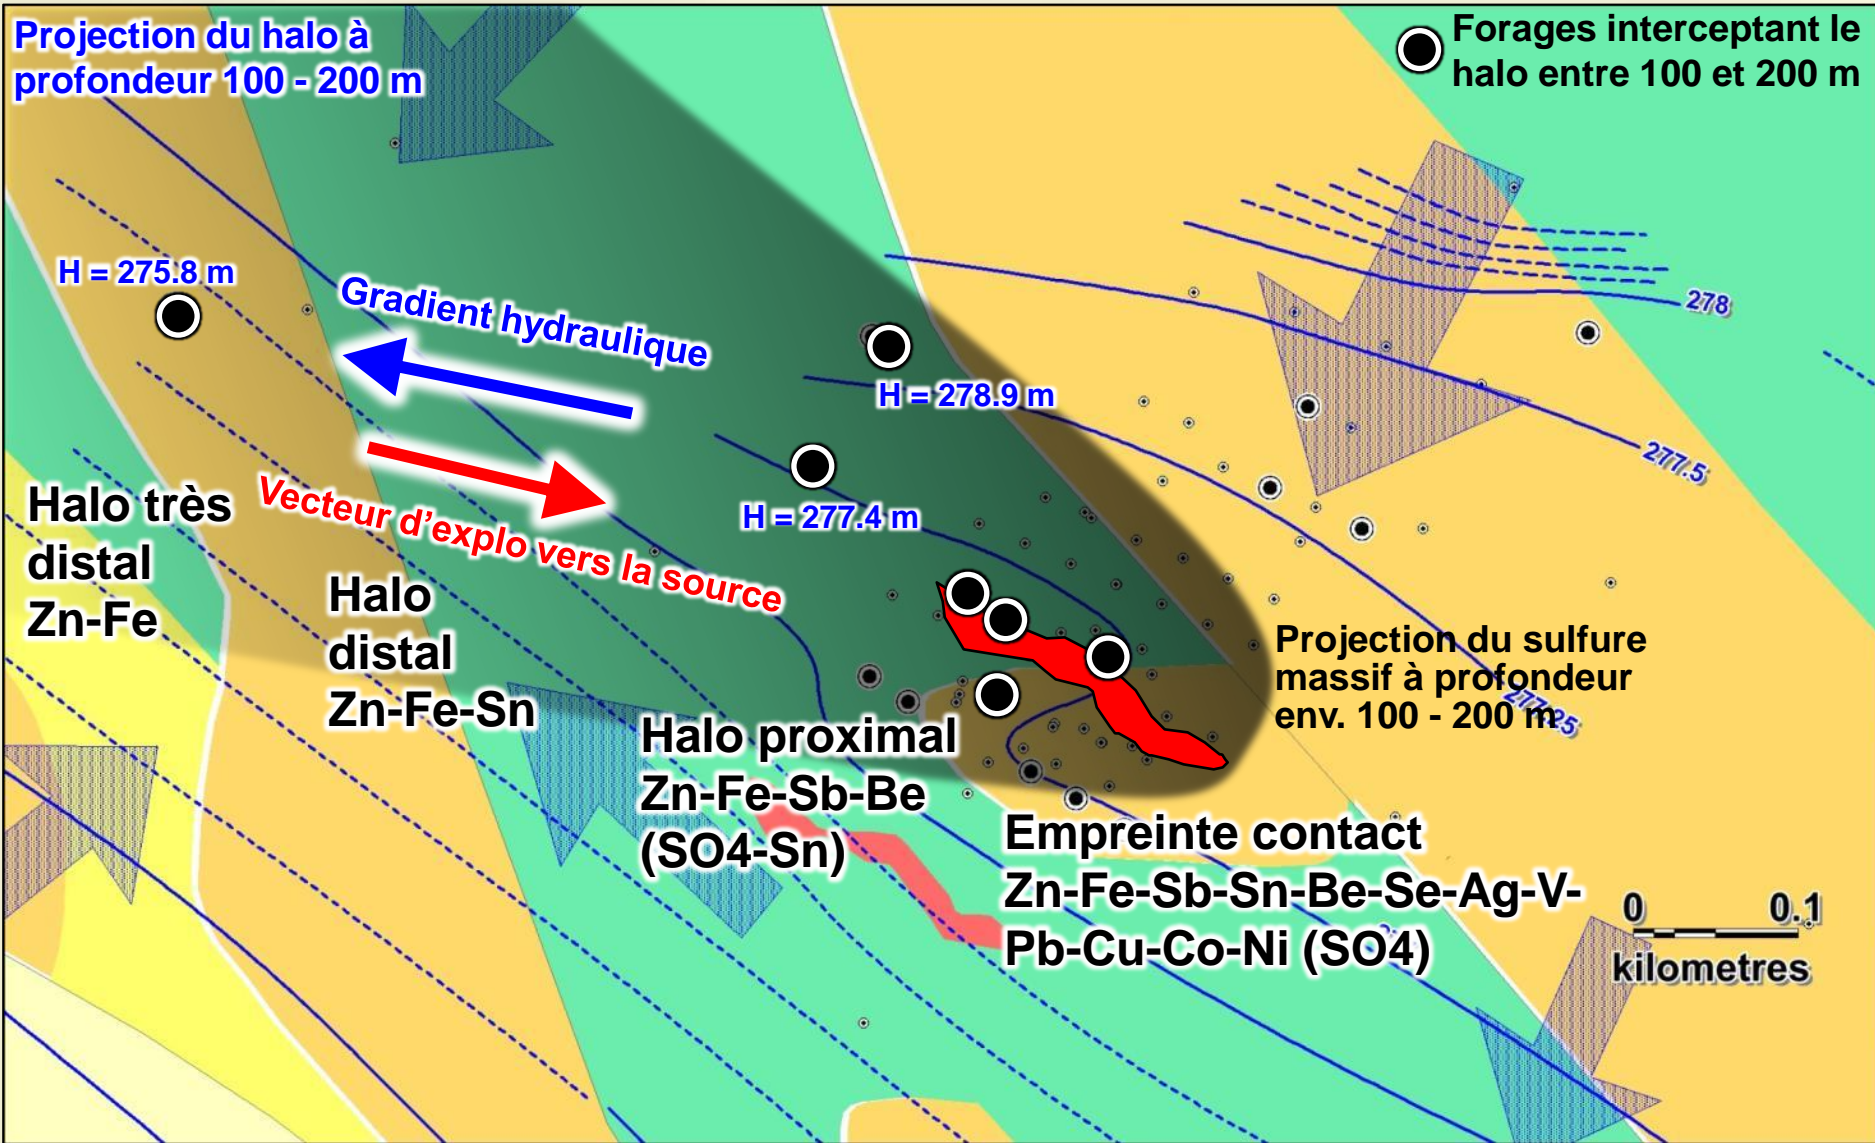 Projection du halo à
profondeur 100 - 200 m
Forages interceptant le
halo entre 100 et 200 m
H = 275.8 m
Gradient hydraulique
278
H = 278.9 m
277.5
Halo très
distal
Zn-Fe
Vecteur d'explo vers la source
H = 277.4 m
Halo
distal
Zn-Fe-Sn
Projection du sulfure
massif à profondeur
env. 100 - 200 m
277.25
Halo proximal
Zn-Fe-Sb-Be
(SO4-Sn)
Empreinte contact
Zn-Fe-Sb-Sn-Be-Se-Ag-V-
Pb-Cu-Co-Ni (SO4)
0 0.1
kilometres